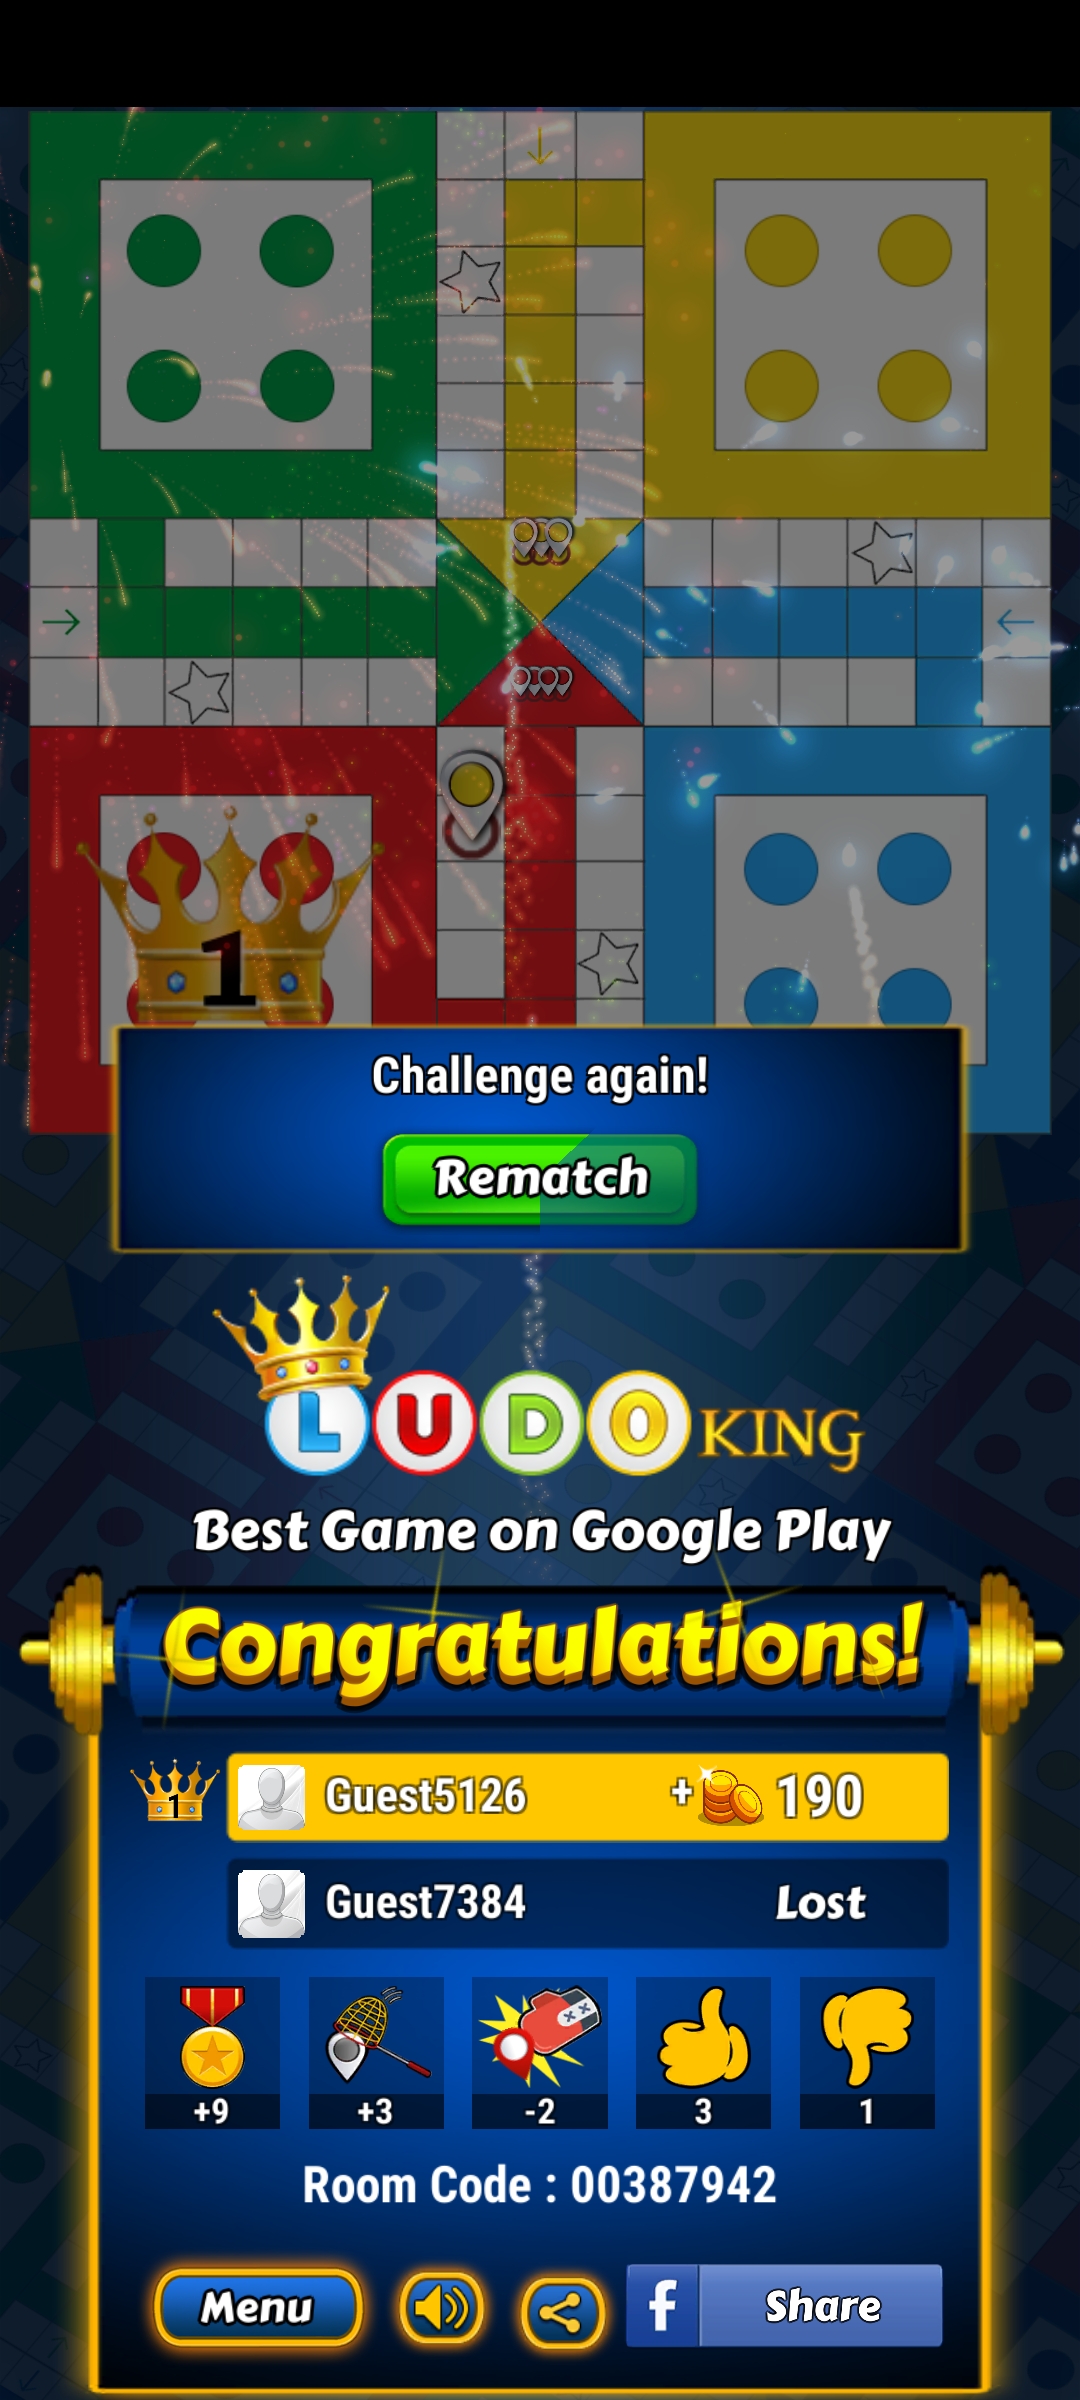 1
Challenge again!
Rematch
LUDO KING
Best Game on Google Play
Congratulations!
1 Guest5126 + 190
Guest7384 Lost
+9 +3 -2 3 1
Room Code : 00387942
Menu f Share